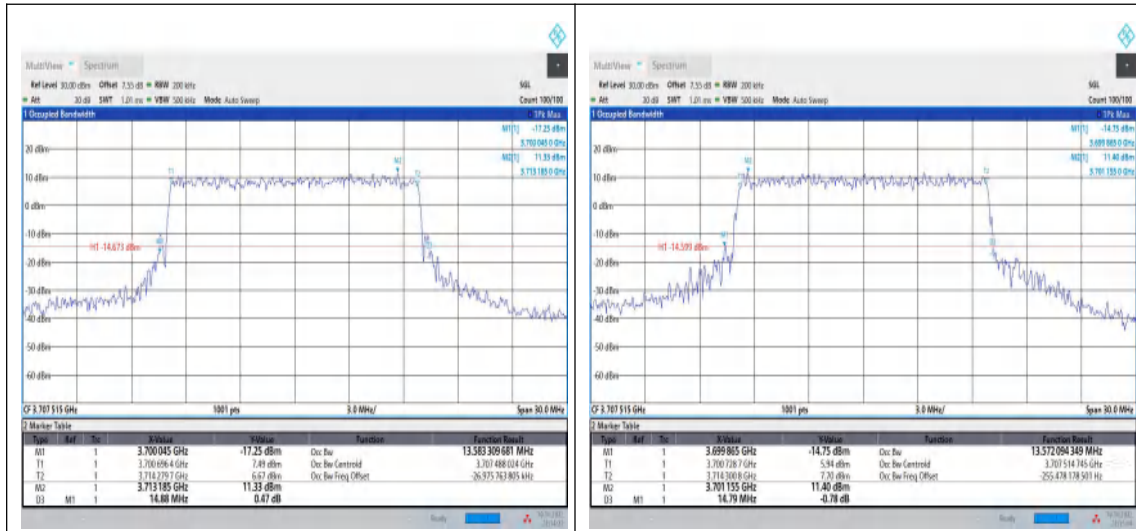 MultiView Spectrum
Ref Level 30.00 dBm Offset 7.55 dB RBW 200 kHz SGL
Att 30 dB SWT 1.01 ms VBW 500 kHz Mode Auto Sweep Count 100/100
1 Occupied Bandwidth 1Pk Max
M1[1] -17.25 dBm
3.700 045 0 GHz
M2[1] 11.33 dBm
3.713 185 0 GHz
20 dBm
10 dBm
0 dBm
-10 dBm
H1 -14.673 dBm
-20 dBm
-30 dBm
-40 dBm
-50 dBm
-60 dBm
T1
M2
T2
CF 3.707 515 GHz 1001 pts 3.0 MHz/ Span 30.0 MHz
2 Marker Table
Type Ref Trc X-Value Y-Value Function Function Result
M1 1 3.700 045 GHz -17.25 dBm Occ Bw 13.583 309 681 MHz
T1 1 3.700 696 4 GHz 7.49 dBm Occ Bw Centroid 3.707 488 024 GHz
T2 1 3.714 279 7 GHz 6.67 dBm Occ Bw Freq Offset -26.975 763 805 kHz
M2 1 3.713 185 GHz 11.33 dBm
D3 M1 1 14.88 MHz 0.47 dB
Ready
MultiView Spectrum
Ref Level 30.00 dBm Offset 7.55 dB RBW 200 kHz SGL
Att 30 dB SWT 1.01 ms VBW 500 kHz Mode Auto Sweep Count 100/100
1 Occupied Bandwidth 1Pk Max
M1[1] -14.75 dBm
3.699 865 0 GHz
M2[1] 11.40 dBm
3.701 155 0 GHz
20 dBm
10 dBm
0 dBm
-10 dBm
H1 -14.599 dBm
-20 dBm
-30 dBm
-40 dBm
-50 dBm
-60 dBm
M2
T2
M1
CF 3.707 515 GHz 1001 pts 3.0 MHz/ Span 30.0 MHz
2 Marker Table
Type Ref Trc X-Value Y-Value Function Function Result
M1 1 3.699 865 GHz -14.75 dBm Occ Bw 13.572 094 349 MHz
T1 1 3.700 728 7 GHz 5.94 dBm Occ Bw Centroid 3.707 514 745 GHz
T2 1 3.714 300 8 GHz 7.70 dBm Occ Bw Freq Offset -255.478 178 501 Hz
M2 1 3.701 155 GHz 11.40 dBm
D3 M1 1 14.79 MHz -0.78 dB
Ready